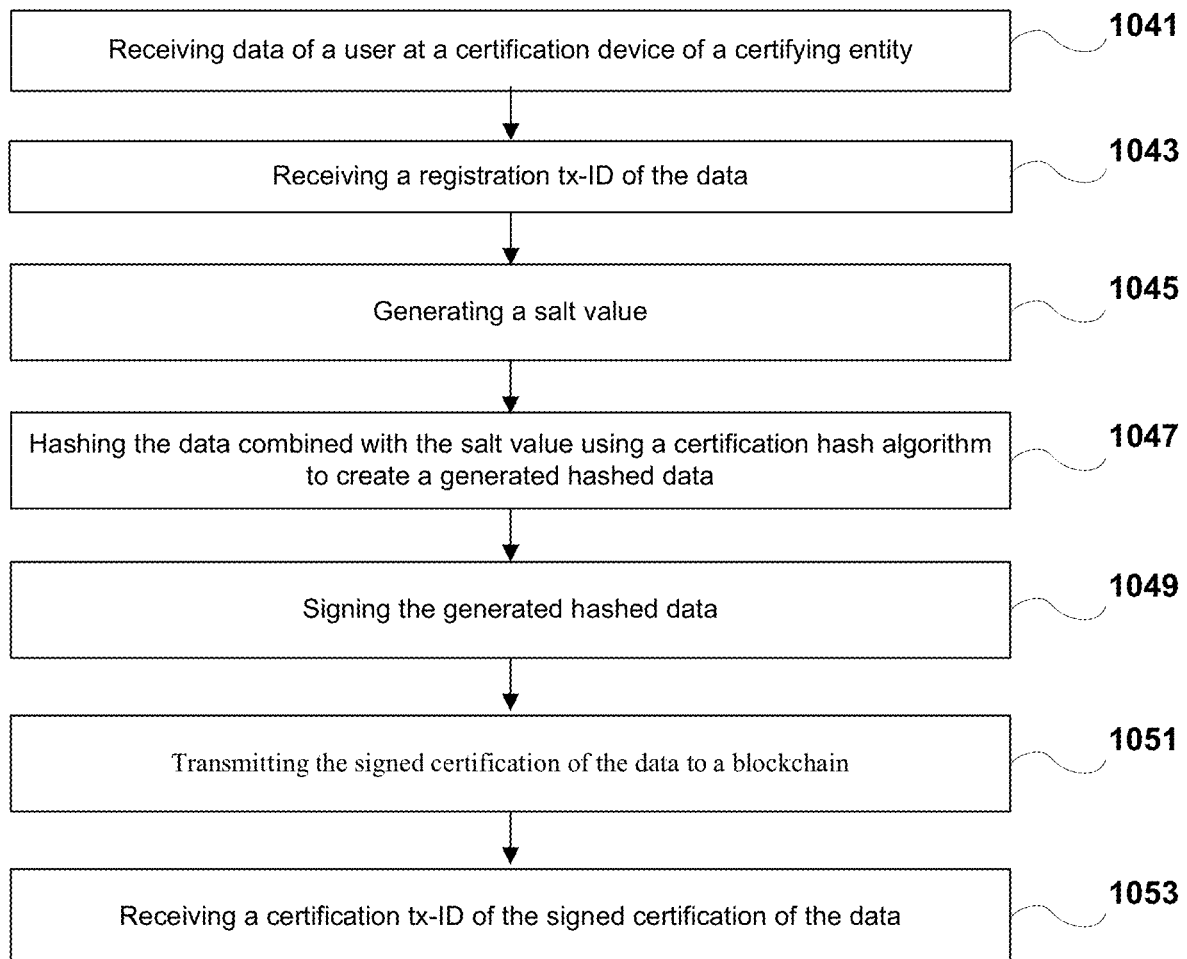 1041
Receiving data of a user at a certification device of a certifying entity
1043
Receiving a registration tx-ID of the data
1045
Generating a salt value
1047
Hashing the data combined with the salt value using a certification hash algorithm
to create a generated hashed data
1049
Signing the generated hashed data
1051
Transmitting the signed certification of the data to a blockchain
1053
Receiving a certification tx-ID of the signed certification of the data